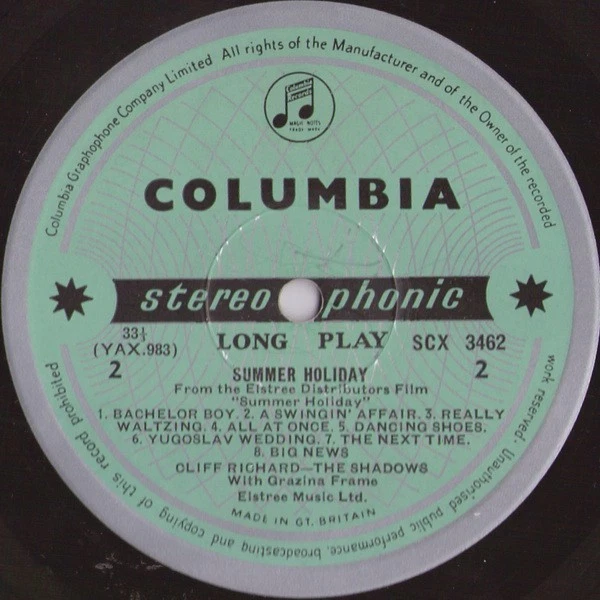 Columbia Graphophone Company Limited All rights of the Manufacturer and of the Owner of the recorded
work reserved· Unauthorised public performance, broadcasting and copying of this record prohibited
Columbia
Records
MAGIC NOTES
TRADE MARK
COLUMBIA
stereo phonic
33⅓
(YAX.983)
LONG PLAY
SCX 3462
2
2
SUMMER HOLIDAY
From the Elstree Distributors Film
"Summer Holiday"
1. BACHELOR BOY. 2. A SWINGIN' AFFAIR. 3. REALLY
WALTZING. 4. ALL AT ONCE. 5. DANCING SHOES.
6. YUGOSLAV WEDDING. 7. THE NEXT TIME.
8. BIG NEWS
CLIFF RICHARD—THE SHADOWS
With Grazina Frame
Elstree Music Ltd.
MADE IN GT. BRITAIN